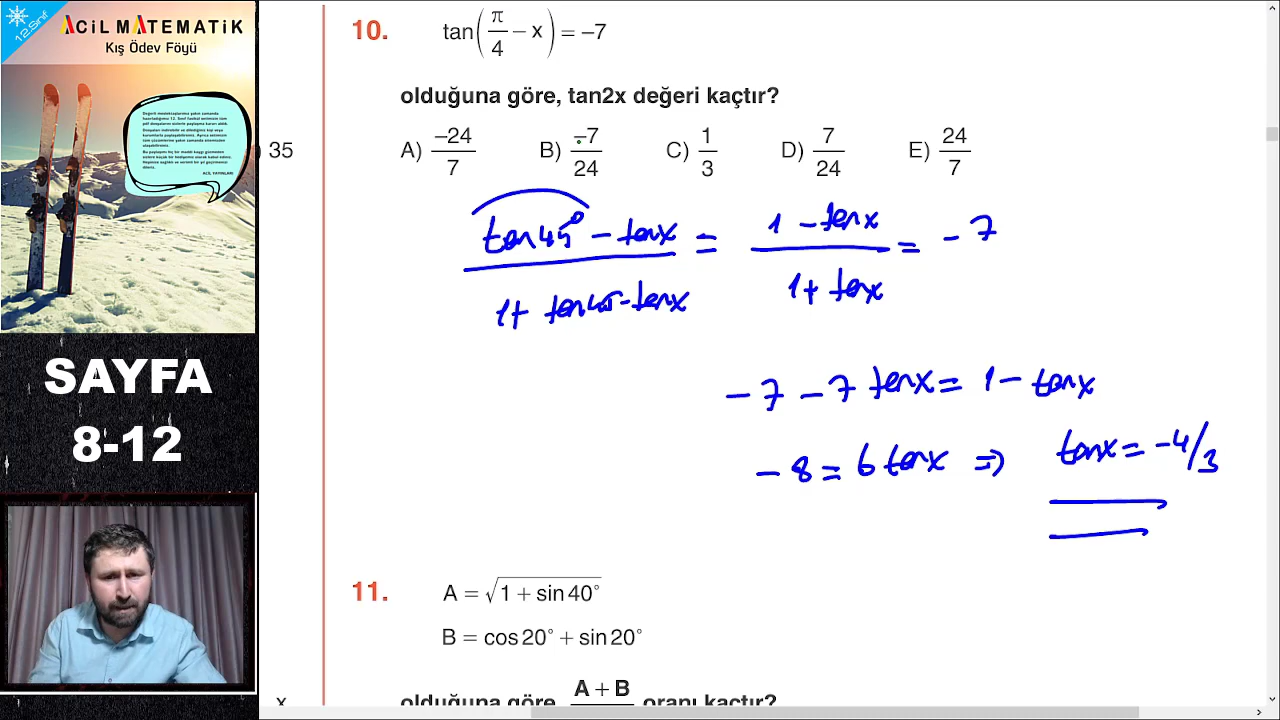 12.Sınıf
ACİL MATEMATİK
Kış Ödev Föyü
ACİL YAYINLARI
SAYFA
8-12
) 35
10. tan(π/4 − x) = −7
olduğuna göre, tan2x değeri kaçtır?
A) −24/7 B) −7/24 C) 1/3 D) 7/24 E) 24/7
tan45° − tanx / 1 + tan45·tanx = 1 − tanx / 1 + tanx = −7
−7 −7 tanx = 1 − tanx
−8 = 6 tanx ⇒ tanx = −4/3
11. A = √1 + sin40°
B = cos20° + sin20°
olduğuna göre, A + B oranı kaçtır?
x